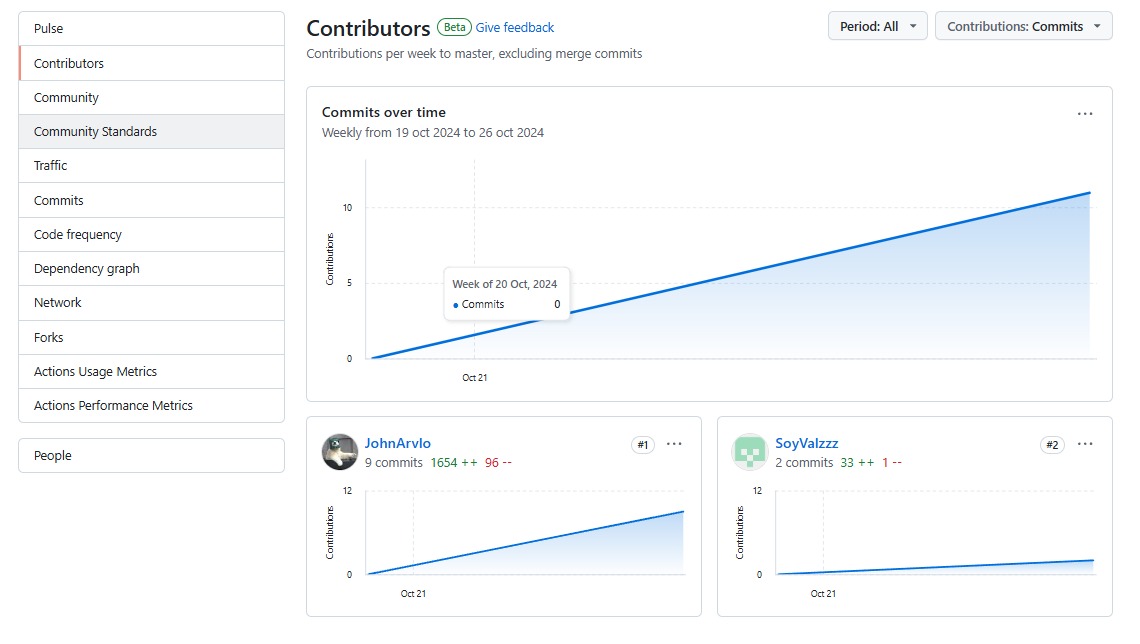 Pulse
Contributors
Community
Community Standards
Traffic
Commits
Code frequency
Dependency graph
Network
Forks
Actions Usage Metrics
Actions Performance Metrics
People
Contributors Beta Give feedback
Period: All
Contributions: Commits
Contributions per week to master, excluding merge commits
Commits over time
Weekly from 19 oct 2024 to 26 oct 2024
Contributions
10
5
0
Week of 20 Oct, 2024
Commits 0
Oct 21
JohnArvlo #1
9 commits 1654 ++ 96 --
Contributions
12
0
Oct 21
SoyValzzz #2
2 commits 33 ++ 1 --
Contributions
12
0
Oct 21